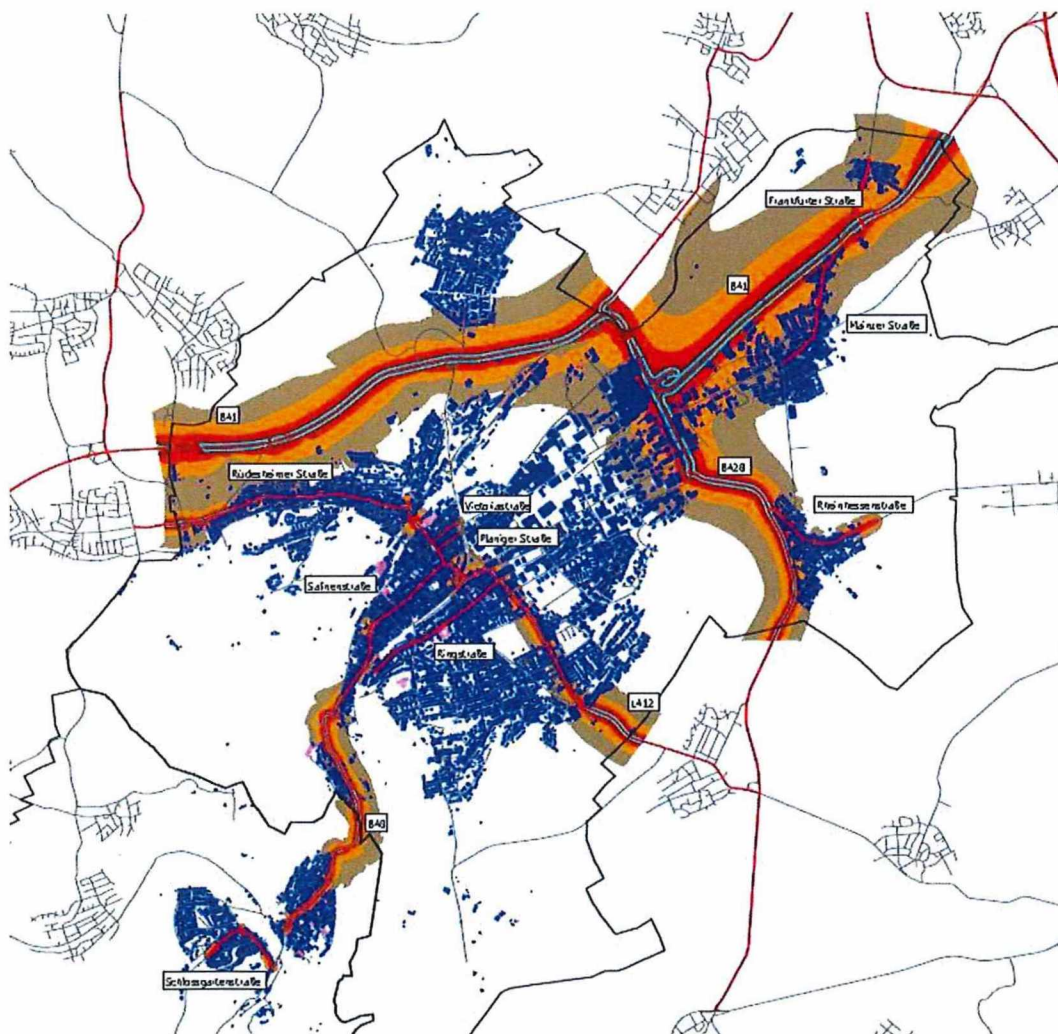 Frankfurter Straße
B41
Mainzer Straße
B41
Rüdesheimer Straße
B428
Victoriastraße
Rheinhessenstraße
Planiger Straße
Salinenstraße
Ringstraße
L412
B48
Schlossgartenstraße